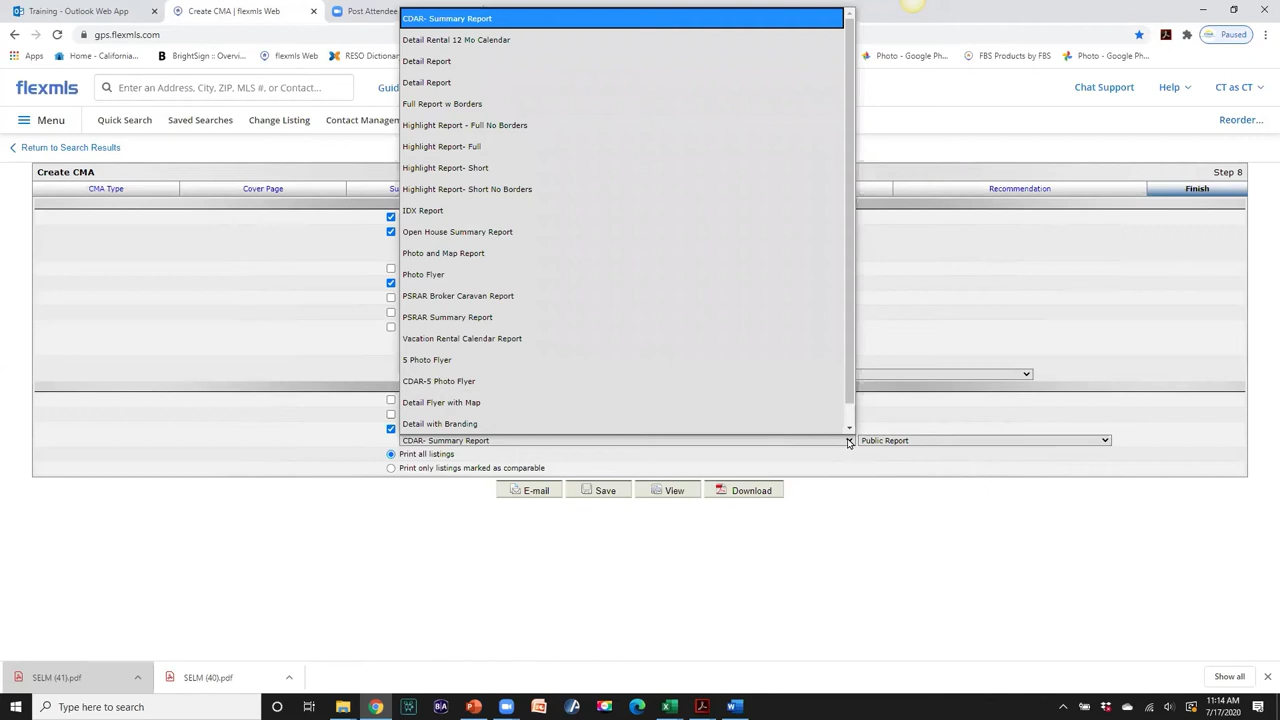 Training - Outlook Web App
Create CMA | flexmls Web
Post Attendee
gps.flexmls.com
Paused
Apps
Home - California...
BrightSign :: Overvi...
flexmls Web
RESO Dictionary
Photo - Google Ph...
FBS Products by FBS
Photo - Google Ph...
flexmls
Enter an Address, City, ZIP, MLS #, or Contact...
Chat Support
Help
CT as CT
Menu
Quick Search
Saved Searches
Change Listing
Reorder...
Return to Search Results
Create CMA
Step 8
CMA Type
Cover Page
Recommendation
Finish
CDAR- Summary Report
Detail Rental 12 Mo Calendar
Detail Report
Detail Report
Full Report w Borders
Highlight Report - Full No Borders
Highlight Report- Full
Highlight Report- Short
Highlight Report- Short No Borders
IDX Report
Open House Summary Report
Photo and Map Report
Photo Flyer
PSRAR Broker Caravan Report
PSRAR Summary Report
Vacation Rental Calendar Report
5 Photo Flyer
CDAR-5 Photo Flyer
Detail Flyer with Map
Detail with Branding
CDAR- Summary Report
Public Report
Print all listings
Print only listings marked as comparable
E-mail
Save
View
Download
SELM (41).pdf
SELM (40).pdf
Show all
Type here to search
11:14 AM
7/17/2020